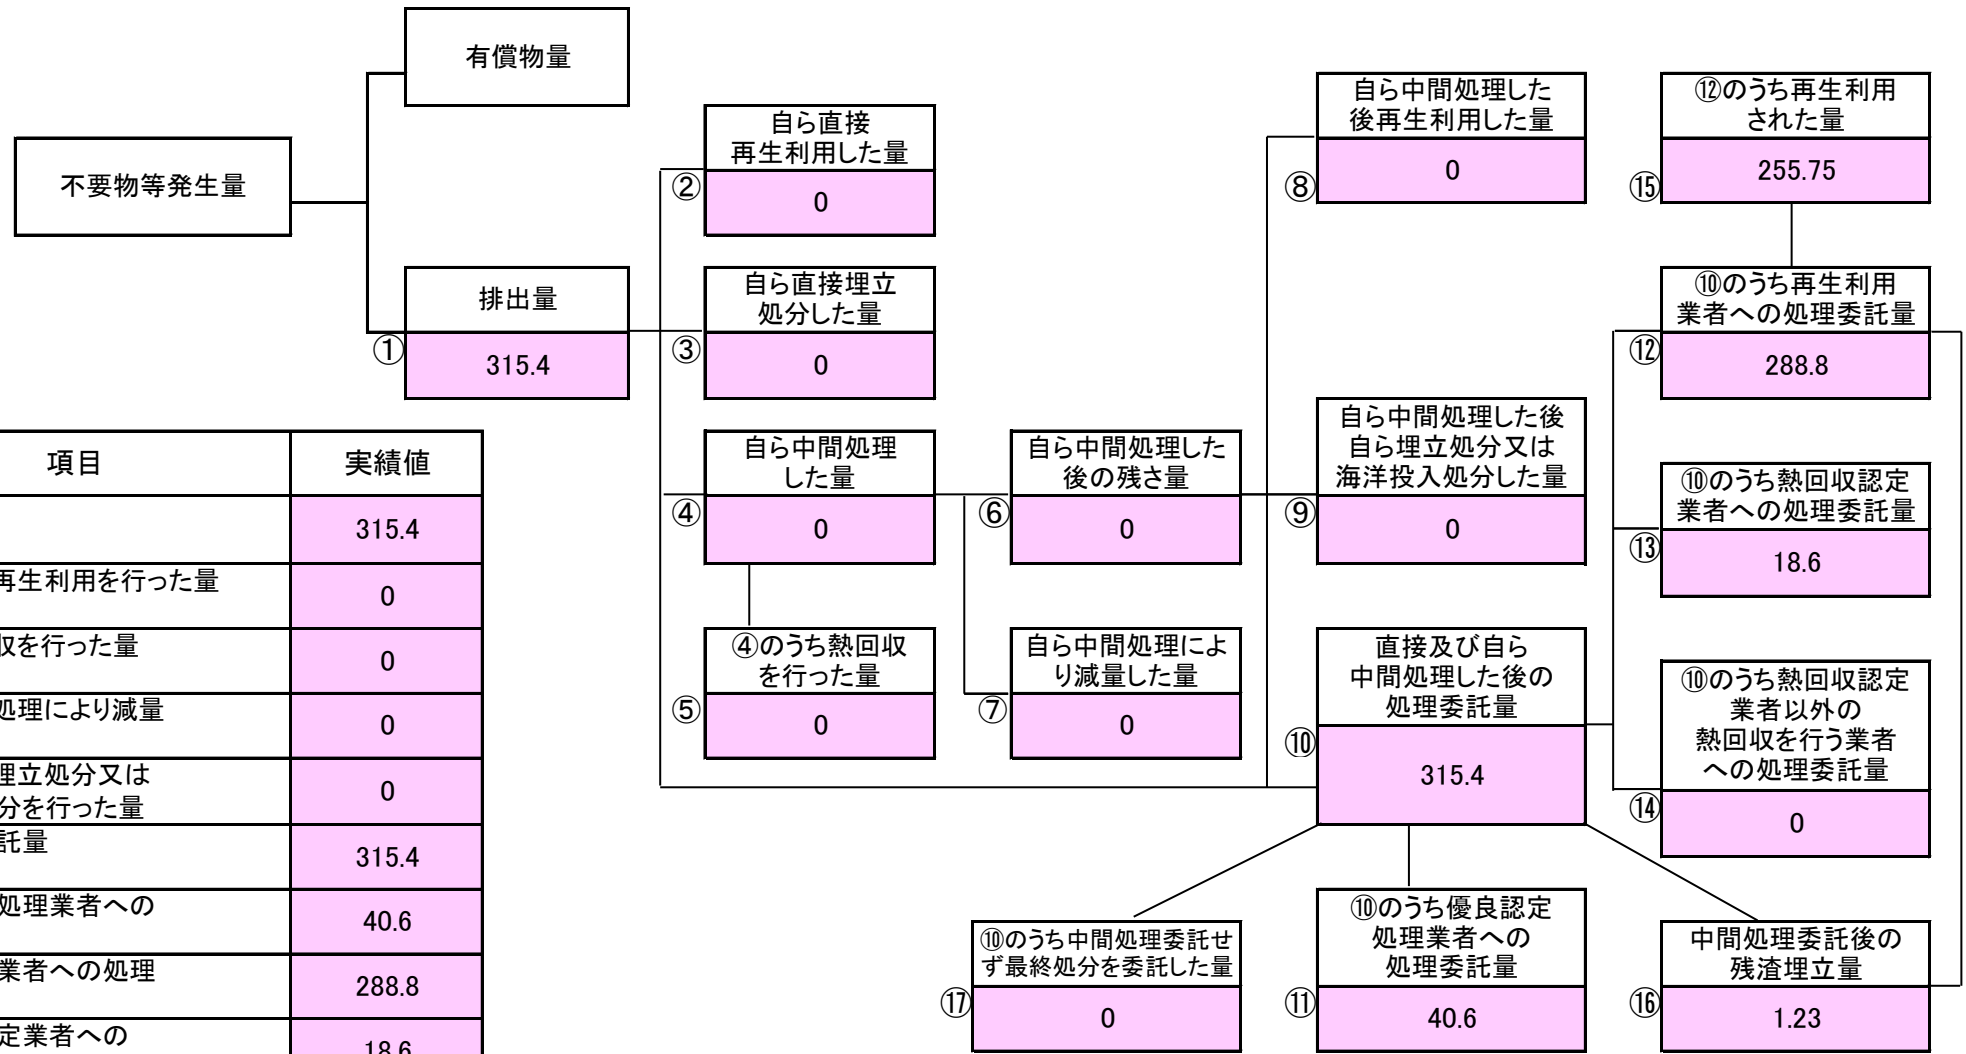 有償物量
不要物等発生量
排出量
①
315.4
自ら直接
再生利用した量
②
0
自ら直接埋立
処分した量
③
0
自ら中間処理
した量
④
0
④のうち熱回収
を行った量
⑤
0
自ら中間処理した
後の残さ量
⑥
0
自ら中間処理によ
り減量した量
⑦
0
自ら中間処理した
後再生利用した量
⑧
0
自ら中間処理した後
自ら埋立処分又は
海洋投入処分した量
⑨
0
直接及び自ら
中間処理した後の
処理委託量
⑩
315.4
⑫のうち再生利用
された量
⑮
255.75
⑩のうち再生利用
業者への処理委託量
⑫
288.8
⑩のうち熱回収認定
業者への処理委託量
⑬
18.6
⑩のうち熱回収認定
業者以外の
熱回収を行う業者
への処理委託量
⑭
0
⑩のうち中間処理委託せ
ず最終処分を委託した量
⑰
0
⑩のうち優良認定
処理業者への
処理委託量
⑪
40.6
中間処理委託後の
残渣埋立量
⑯
1.23
項目 実績値
315.4
再生利用を行った量
0
収を行った量
0
処理により減量
0
埋立処分又は
分を行った量
0
託量
315.4
処理業者への
40.6
業者への処理
288.8
定業者への
18.6